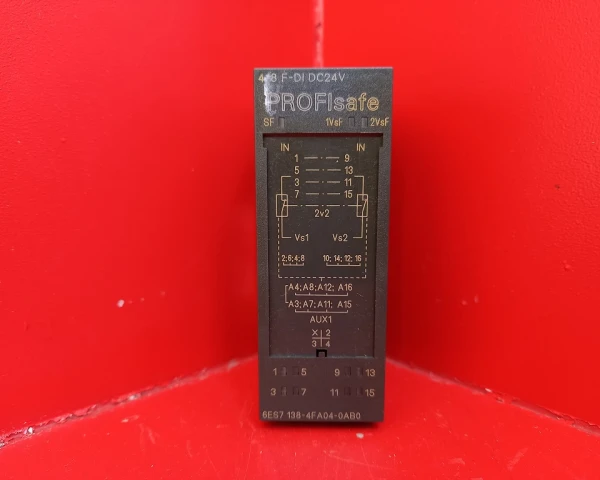 4/8 F-DI DC24V
PROFIsafe
SF 1VsF 2VsF
IN IN
1 9
5 13
3 11
7 15
2v2
Vs1 Vs2
2;6;4;8 10; 14; 12; 16
A4;A8;A12; A16
A3;A7;A11; A15
AUX1
X 2
3 4
1 5 9 13
3 7 11 15
6ES7 138-4FA04-0AB0